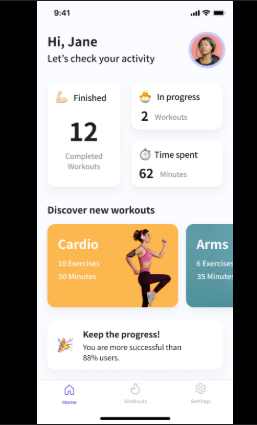 9:41
Hi, Jane
Let's check your activity
Finished
12
Completed
Workouts
In progress
2 Workouts
Time spent
62 Minutes
Discover new workouts
Cardio
10 Exercises
50 Minutes
Arms
6 Exercises
35 Minutes
Keep the progress!
You are more successful than
88% users.
Home
Workouts
Settings